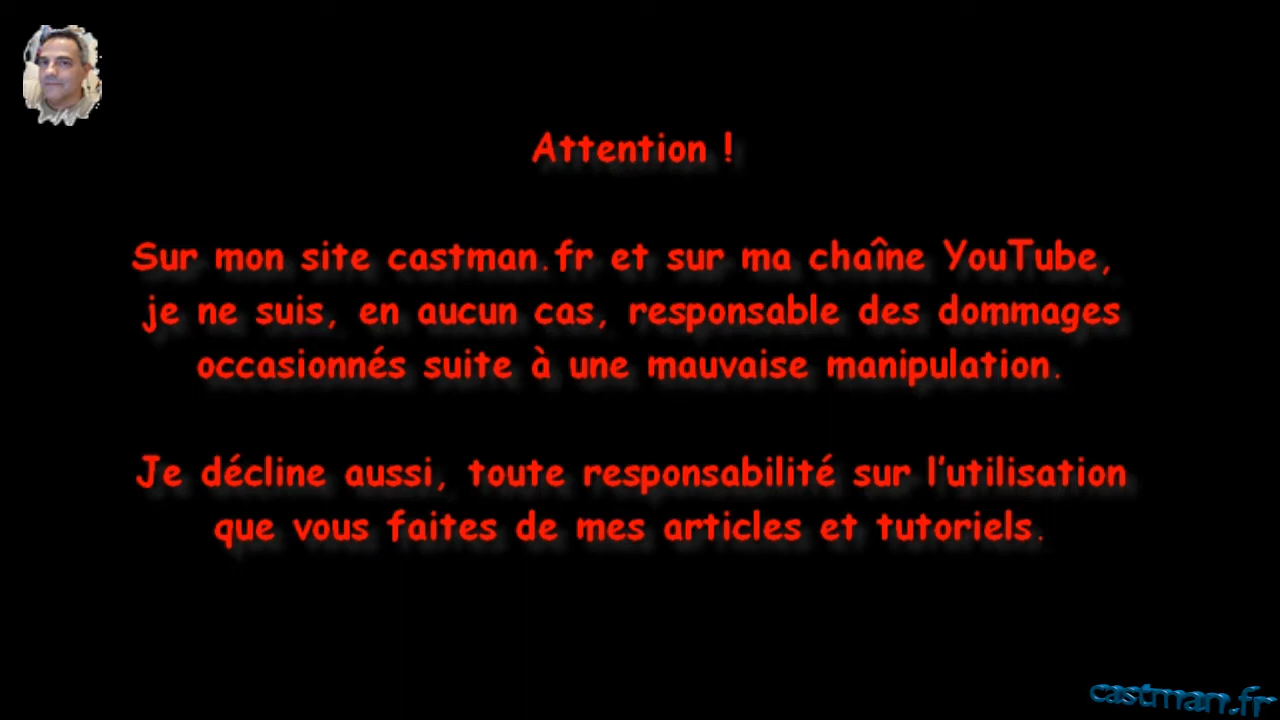 Attention !
Sur mon site castman.fr et sur ma chaîne YouTube,
je ne suis, en aucun cas, responsable des dommages
occasionnés suite à une mauvaise manipulation.
Je décline aussi, toute responsabilité sur l'utilisation
que vous faites de mes articles et tutoriels.
castman.fr